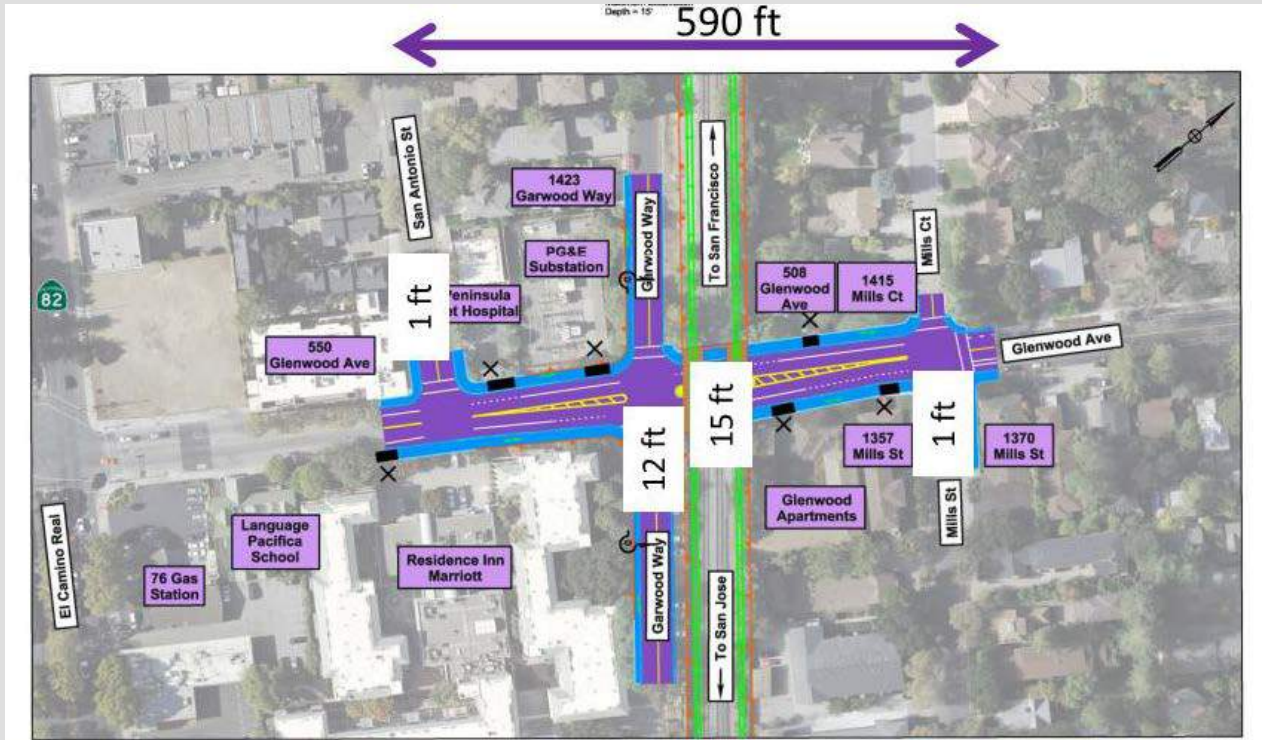 Depth = 15'
590 ft
San Antonio St
1423
Garwood Way
Garwood Way
To San Francisco
PG&E
Substation
Mills Ct
508
Glenwood
Ave
1415
Mills Ct
82
1 ft
Peninsula
et Hospital
550
Glenwood Ave
Glenwood Ave
15 ft
12 ft
1 ft
1357
Mills St
1370
Mills St
Glenwood
Apartments
Mills St
El Camino Real
Language
Pacifica
School
76 Gas
Station
Residence Inn
Marriott
Garwood Way
To San Jose